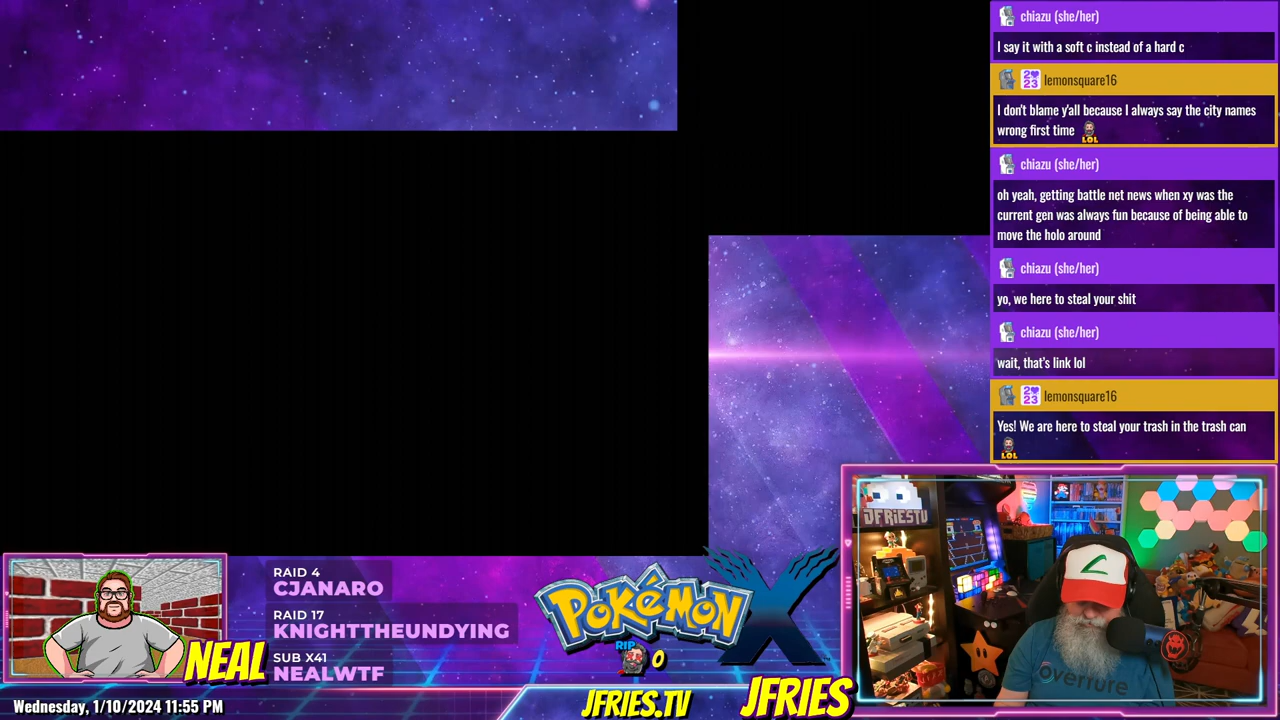 chiazu (she/her)
I say it with a soft c instead of a hard c
lemonsquare16
I don't blame y'all because I always say the city names
wrong first time
LOL
chiazu (she/her)
oh yeah, getting battle net news when xy was the
current gen was always fun because of being able to
move the holo around
chiazu (she/her)
yo, we here to steal your shit
chiazu (she/her)
wait, that's link lol
lemonsquare16
Yes! We are here to steal your trash in the trash can
LOL
JFRIESTV
RAID 4
CJANARO
RAID 17
KNIGHTTHEUNDYING
SUB X41
NEALWTF
NEAL
POKéMON X
RIP
0
overture
JFRIES.TV
JFRIES
Wednesday, 1/10/2024 11:55 PM